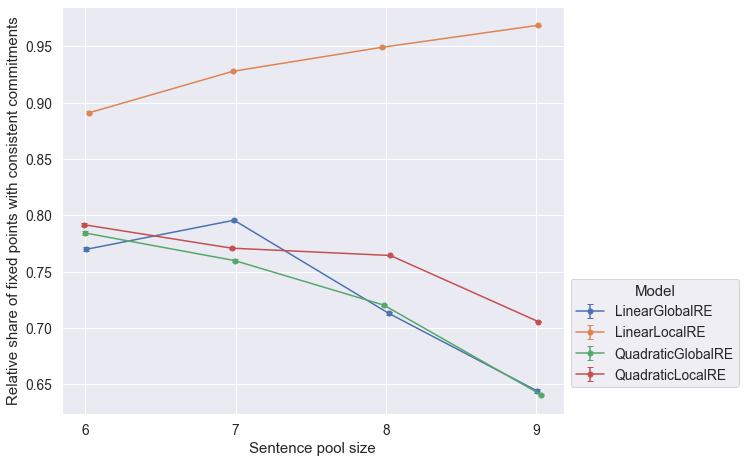 Relative share of fixed points with consistent commitments
0.95
0.90
0.85
0.80
0.75
0.70
0.65
6 7 8 9
Sentence pool size
Model
LinearGlobalRE
LinearLocalRE
QuadraticGlobalRE
QuadraticLocalRE